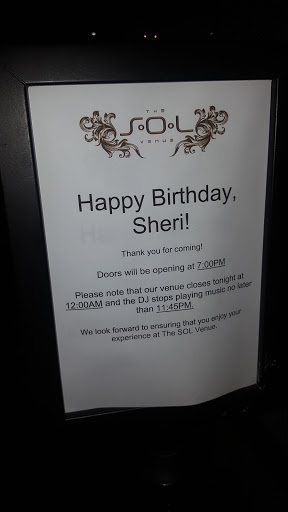 THE
S.O.L
VENUE
Happy Birthday,
Sheri!
Thank you for coming!
Doors will be opening at 7:00PM
Please note that our venue closes tonight at
12:00AM and the DJ stops playing music no later
than 11:45PM.
We look forward to ensuring that you enjoy your
experience at The SOL Venue.